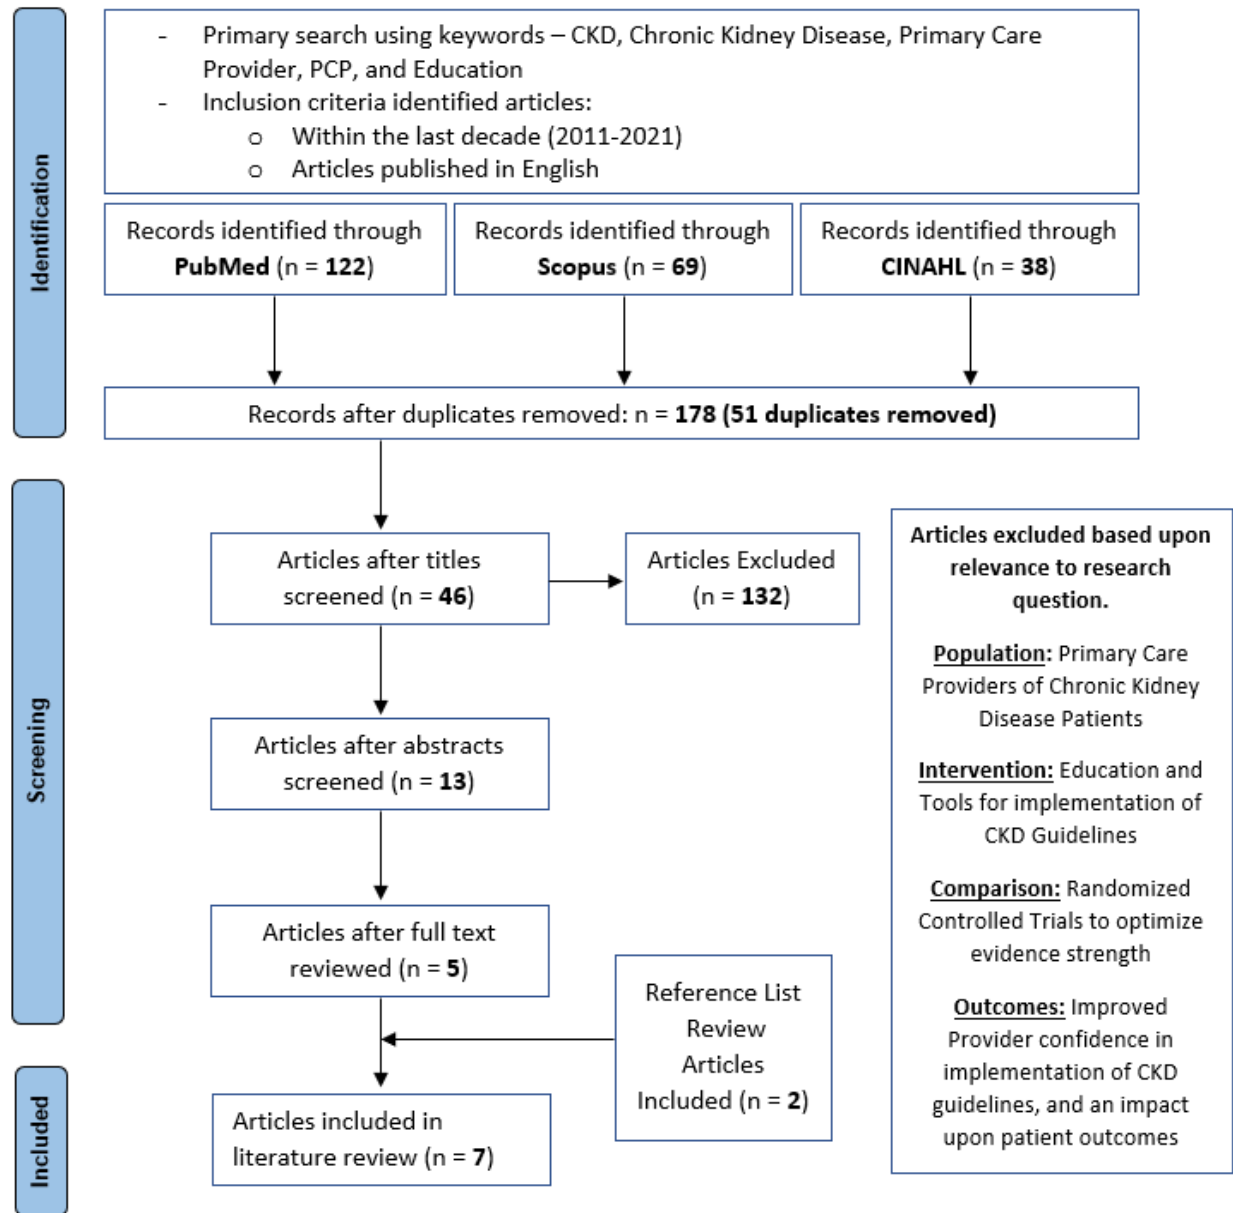 Identification
- Primary search using keywords – CKD, Chronic Kidney Disease, Primary Care
Provider, PCP, and Education
- Inclusion criteria identified articles:
o Within the last decade (2011-2021)
o Articles published in English
Records identified through
PubMed (n = 122)
Records identified through
Scopus (n = 69)
Records identified through
CINAHL (n = 38)
Records after duplicates removed: n = 178 (51 duplicates removed)
Screening
Articles after titles
screened (n = 46)
Articles Excluded
(n = 132)
Articles after abstracts
screened (n = 13)
Articles after full text
reviewed (n = 5)
Reference List
Review
Articles
Included (n = 2)
Articles excluded based upon
relevance to research
question.
Population: Primary Care
Providers of Chronic Kidney
Disease Patients
Intervention: Education and
Tools for implementation of
CKD Guidelines
Comparison: Randomized
Controlled Trials to optimize
evidence strength
Outcomes: Improved
Provider confidence in
implementation of CKD
guidelines, and an impact
upon patient outcomes
Included
Articles included in
literature review (n = 7)